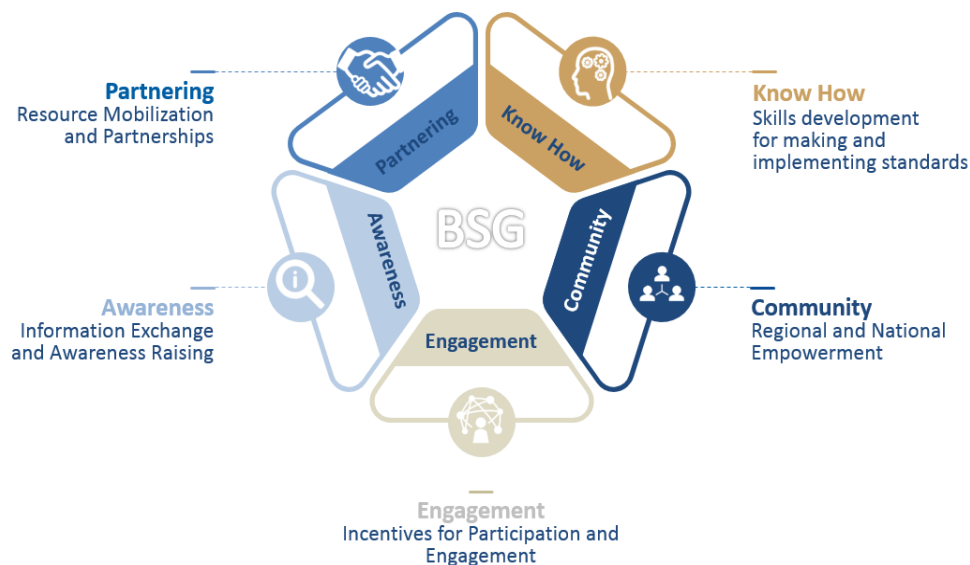 Partnering
Resource Mobilization
and Partnerships
Partnering
Know How
Know How
Skills development
for making and
implementing standards
BSG
Awareness
Community
i
Awareness
Information Exchange
and Awareness Raising
Community
Regional and National
Empowerment
Engagement
Engagement
Incentives for Participation and
Engagement